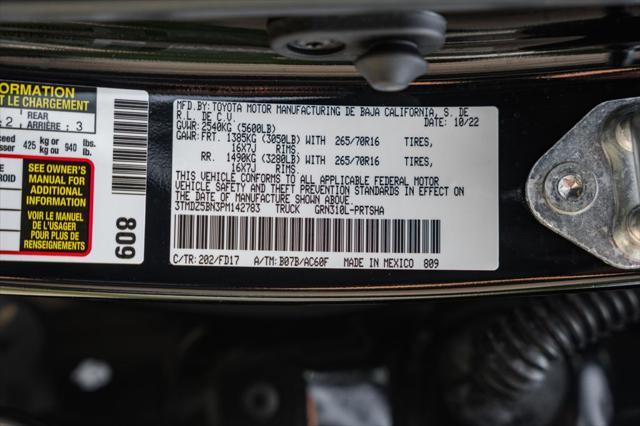 FORMATION
T LE CHARGEMENT
2 REAR 3
ARRIÈRE :
425 kg or 940 lbs.
kg ou lb.
SEE OWNER'S
MANUAL FOR
ADDITIONAL
INFORMATION
VOIR LE MANUEL
DE L'USAGER
POUR PLUS DE
RENSEIGNEMENTS
809
MFD.BY: TOYOTA MOTOR MANUFACTURING DE BAJA CALIFORNIA, S. DE
R.L. DE C.V. DATE: 10/22
GVWR: 2540KG (5600LB)
GAWR: FRT. 1385KG (3050LB) WITH 265/70R16 TIRES,
16X7J RIMS
RR. 1490KG (3280LB) WITH 265/70R16 TIRES,
16X7J RIMS
THIS VEHICLE CONFORMS TO ALL APPLICABLE FEDERAL MOTOR
VEHICLE SAFETY AND THEFT PREVENTION STANDARDS IN EFFECT ON
THE DATE OF MANUFACTURE SHOWN ABOVE.
3TMDZ5BN3PM142783 TRUCK GRN310L-PRTSHA
C/TR: 202/FD17 A/TM: B07B/AC60F MADE IN MEXICO 809